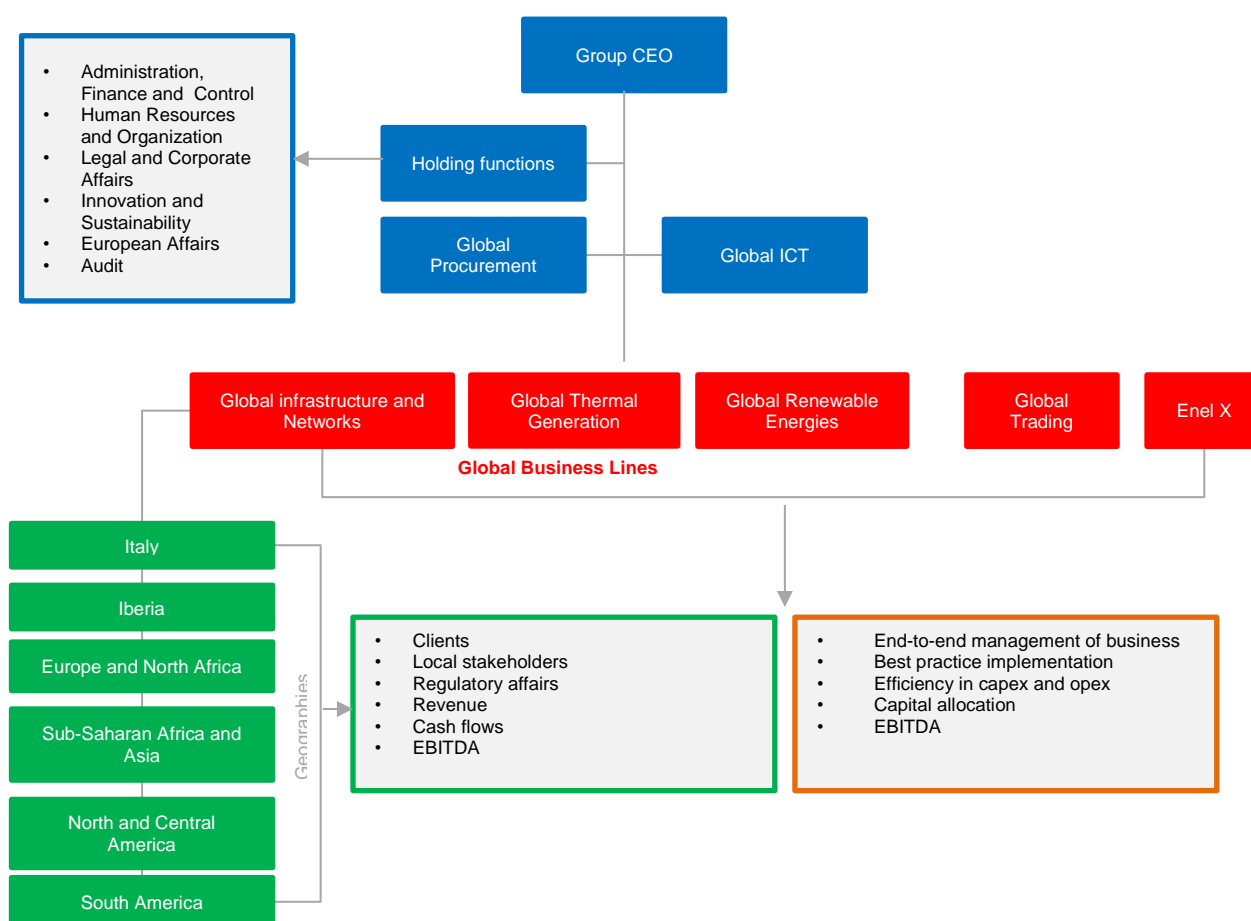 Group CEO
• Administration,
Finance and Control
• Human Resources
and Organization
• Legal and Corporate
Affairs
• Innovation and
Sustainability
• European Affairs
• Audit
Holding functions
Global
Procurement
Global ICT
Global infrastructure and
Networks
Global Thermal
Generation
Global Renewable
Energies
Global
Trading
Enel X
Global Business Lines
Italy
Iberia
Europe and North Africa
Sub-Saharan Africa and
Asia
North and Central
America
South America
Geographies
• Clients
• Local stakeholders
• Regulatory affairs
• Revenue
• Cash flows
• EBITDA
• End-to-end management of business
• Best practice implementation
• Efficiency in capex and opex
• Capital allocation
• EBITDA